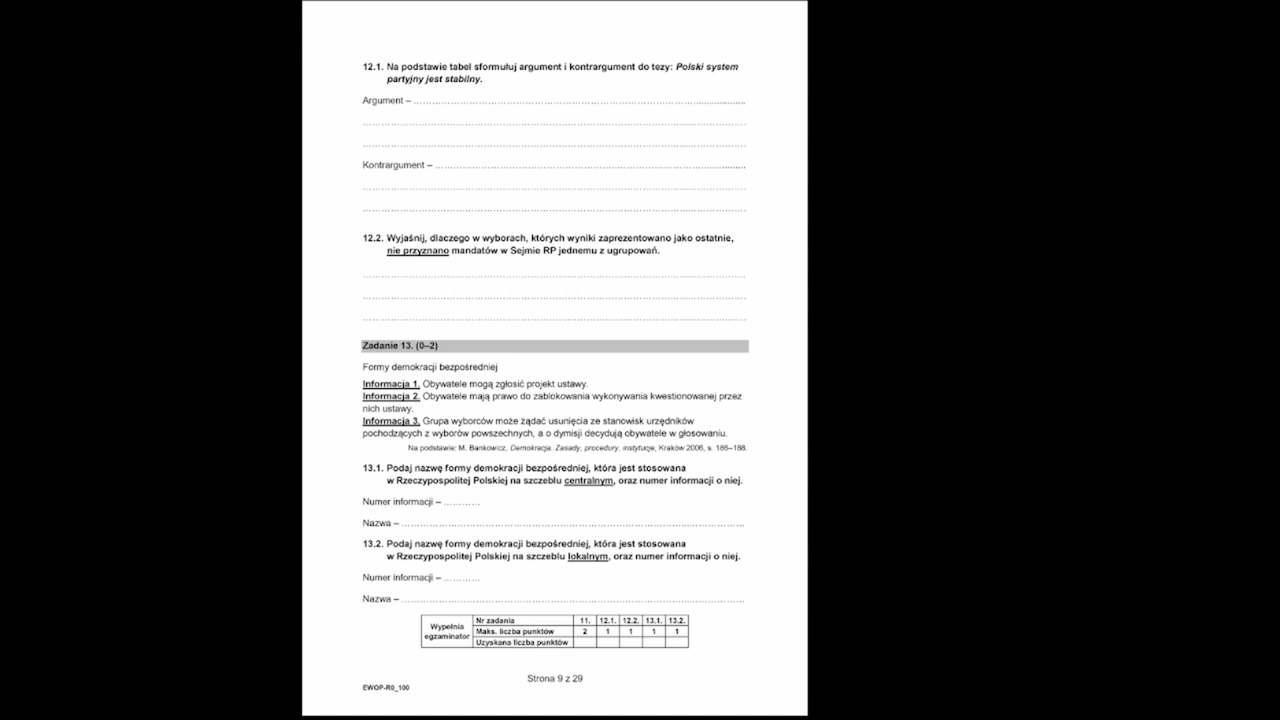 12.1. Na podstawie tabel sformułuj argument i kontrargument do tezy: Polski system
partyjny jest stabilny.
Argument – ....................................................................................................
....................................................................................................
....................................................................................................
Kontrargument – ....................................................................................................
....................................................................................................
....................................................................................................
12.2. Wyjaśnij, dlaczego w wyborach, których wyniki zaprezentowano jako ostatnie,
nie przyznano mandatów w Sejmie RP jednemu z ugrupowań.
....................................................................................................
....................................................................................................
....................................................................................................
Zadanie 13. (0–2)
Formy demokracji bezpośredniej
Informacja 1. Obywatele mogą zgłosić projekt ustawy.
Informacja 2. Obywatele mają prawo do zablokowania wykonywania kwestionowanej przez
nich ustawy.
Informacja 3. Grupa wyborców może żądać usunięcia ze stanowisk urzędników
pochodzących z wyborów powszechnych, a o dymisji decydują obywatele w głosowaniu.
Na podstawie: M. Bankowicz, Demokracja. Zasady, procedury, instytucje, Kraków 2006, s. 186–188.
13.1. Podaj nazwę formy demokracji bezpośredniej, która jest stosowana
w Rzeczypospolitej Polskiej na szczeblu centralnym, oraz numer informacji o niej.
Numer informacji – ............
Nazwa – ....................................................................................................
13.2. Podaj nazwę formy demokracji bezpośredniej, która jest stosowana
w Rzeczypospolitej Polskiej na szczeblu lokalnym, oraz numer informacji o niej.
Numer informacji – ............
Nazwa – ....................................................................................................
Wypełnia
egzaminator
Nr zadania 11. 12.1. 12.2. 13.1. 13.2.
Maks. liczba punktów 2 1 1 1 1
Uzyskana liczba punktów
Strona 9 z 29
EWOP-R0_100